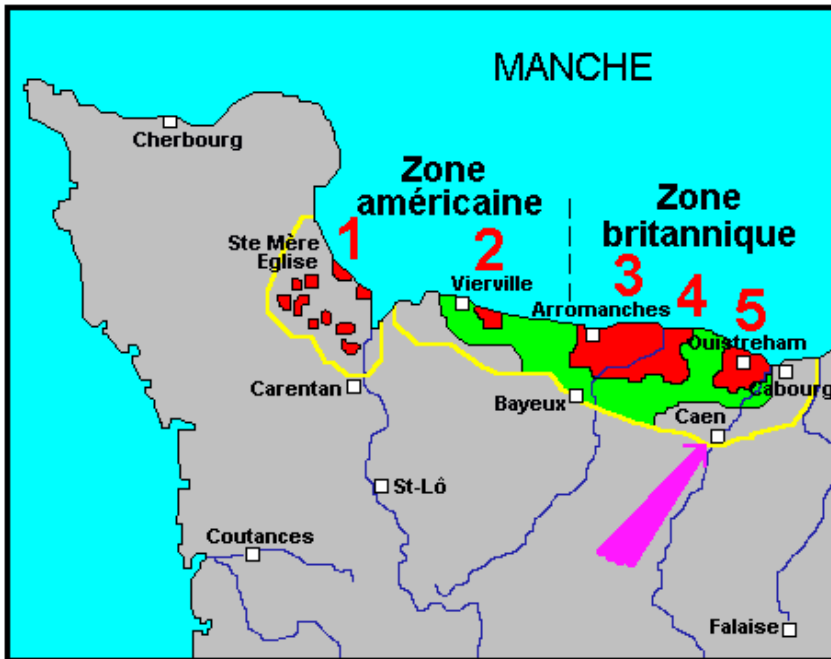 MANCHE
Cherbourg
Zone
américaine
Zone
britannique
Ste Mère
Eglise
1
2
Vierville
3
4
5
Arromanches
Ouistreham
Carentan
Bayeux
Caen
Cabourg
St-Lô
Coutances
Falaise